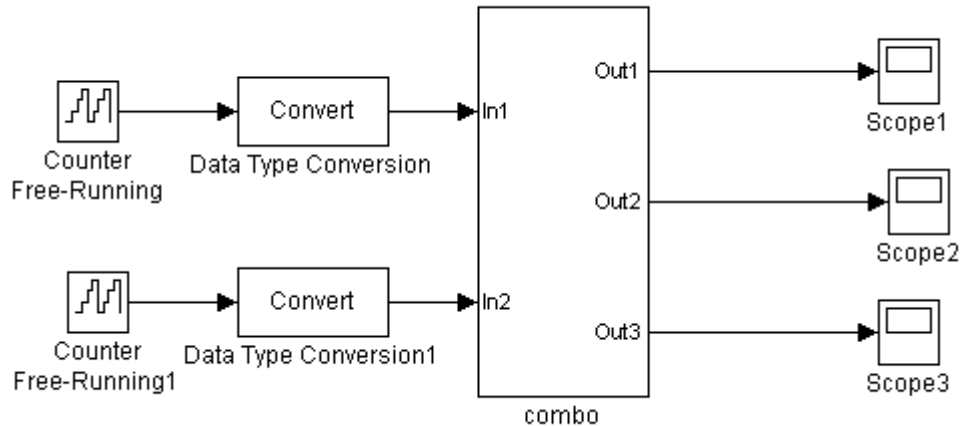 Convert
Counter
Free-Running
Data Type Conversion
Convert
Counter
Free-Running1
Data Type Conversion1
In1
In2
Out1
Out2
Out3
combo
Scope1
Scope2
Scope3